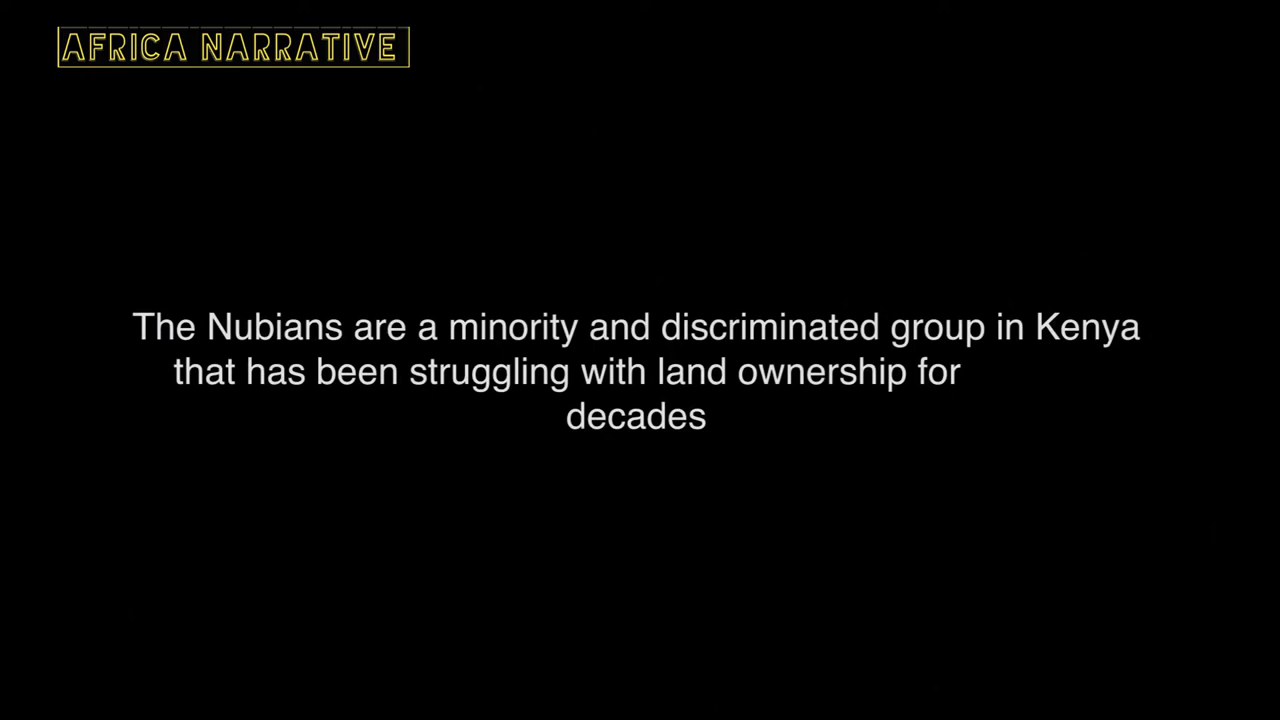 AFRICA NARRATIVE
The Nubians are a minority and discriminated group in Kenya
that has been struggling with land ownership for
decades